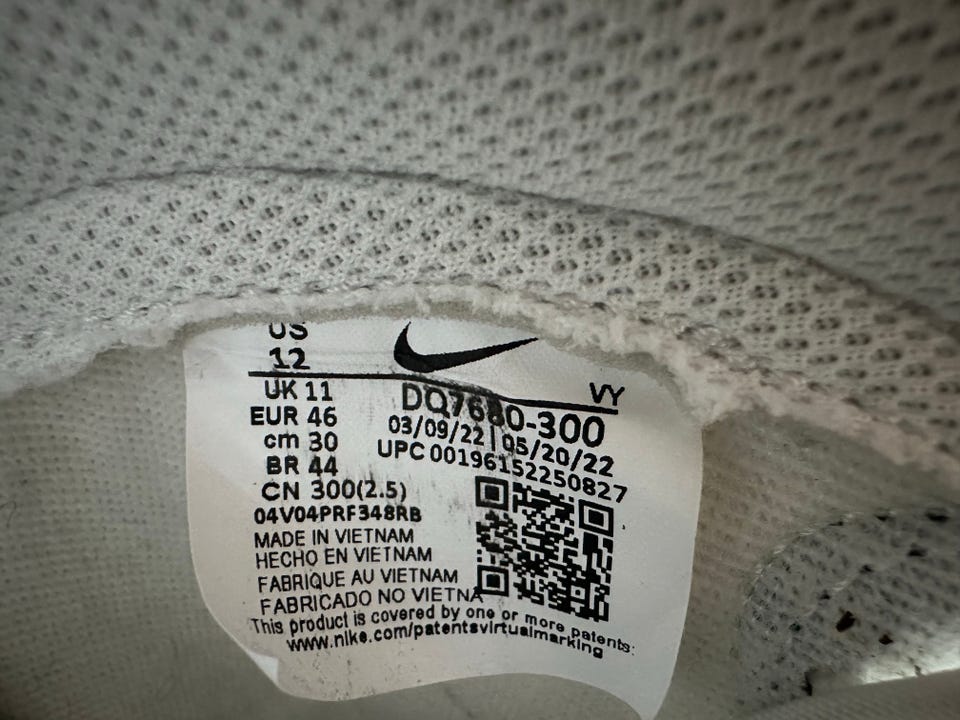 US
12
UK 11
EUR 46
cm 30
BR 44
CN 300(2.5)
04V04PRF348RB
VY
DQ7680-300
03/09/22 | 05/20/22
UPC 00196152250827
MADE IN VIETNAM
HECHO EN VIETNAM
FABRIQUE AU VIETNAM
FABRICADO NO VIETNA
This product is covered by one or more patents:
www.nike.com/patentsvirtualmarking